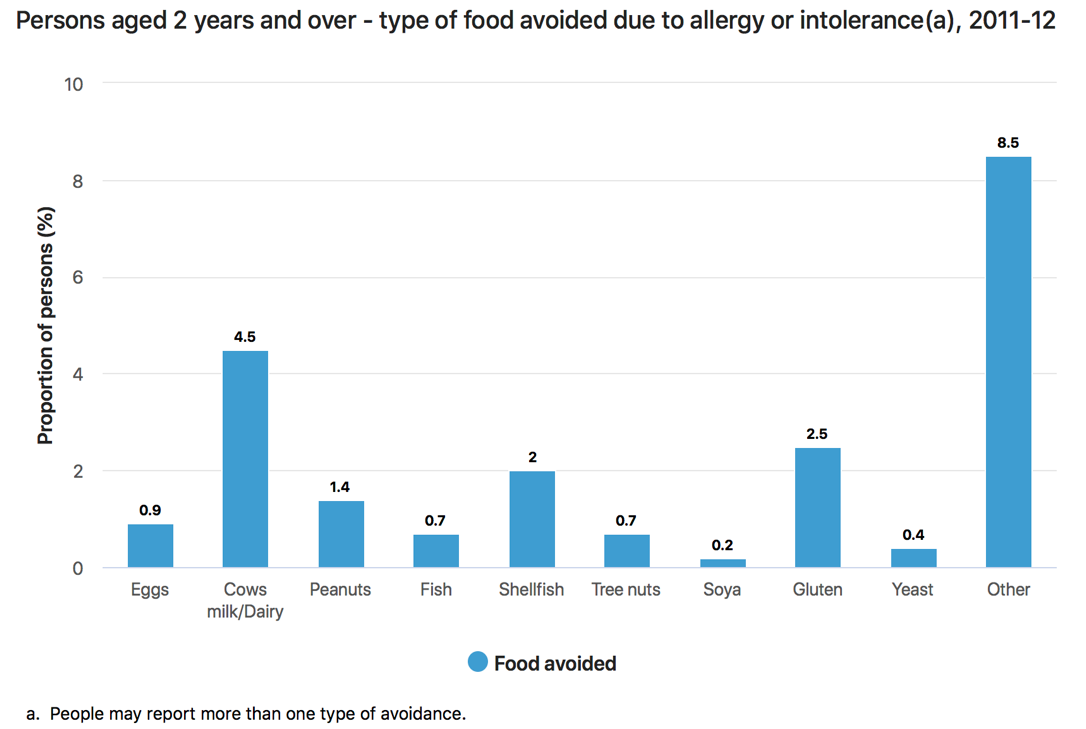 Persons aged 2 years and over - type of food avoided due to allergy or intolerance(a), 2011-12
Proportion of persons (%)
10
8
6
4
2
0
0.9
4.5
1.4
0.7
2
0.7
0.2
2.5
0.4
8.5
Eggs
Cows
milk/Dairy
Peanuts
Fish
Shellfish
Tree nuts
Soya
Gluten
Yeast
Other
Food avoided
a. People may report more than one type of avoidance.